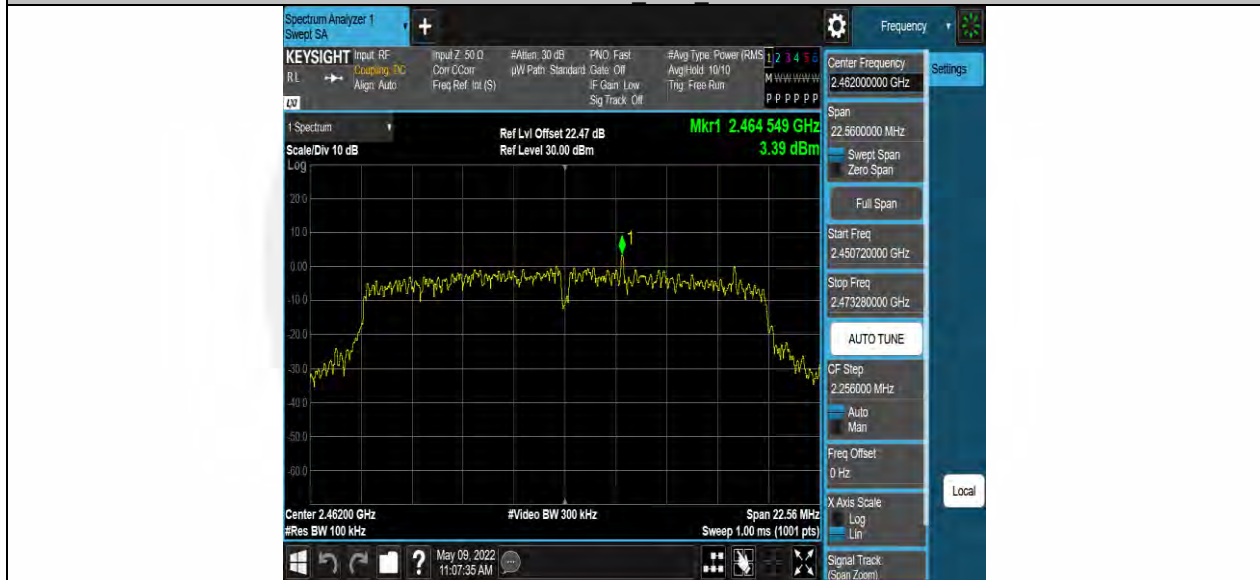 Spectrum Analyzer 1
Swept SA
+
Frequency
KEYSIGHT
RL
LXI
Input: RF
Coupling: DC
Align: Auto
Input Z: 50 Ω
Corr CCorr
Freq Ref: Int (S)
#Atten: 30 dB
µW Path: Standard
PNO: Fast
Gate: Off
IF Gain: Low
Sig Track: Off
#Avg Type: Power (RMS
Avg|Hold: 10/10
Trig: Free Run
1 2 3 4 5 6
M W W W W W
P P P P P P
1 Spectrum
Scale/Div 10 dB
Log
Ref Lvl Offset 22.47 dB
Ref Level 30.00 dBm
Mkr1 2.464 549 GHz
3.39 dBm
20.0
10.0
0.00
-10.0
-20.0
-30.0
-40.0
-50.0
-60.0
1
Center 2.46200 GHz
#Res BW 100 kHz
#Video BW 300 kHz
Span 22.56 MHz
Sweep 1.00 ms (1001 pts)
?
May 09, 2022
11:07:35 AM
Center Frequency
2.462000000 GHz
Settings
Span
22.5600000 MHz
Swept Span
Zero Span
Full Span
Start Freq
2.450720000 GHz
Stop Freq
2.473280000 GHz
AUTO TUNE
CF Step
2.256000 MHz
Auto
Man
Freq Offset
0 Hz
X Axis Scale
Log
Lin
Local
Signal Track
(Span Zoom)